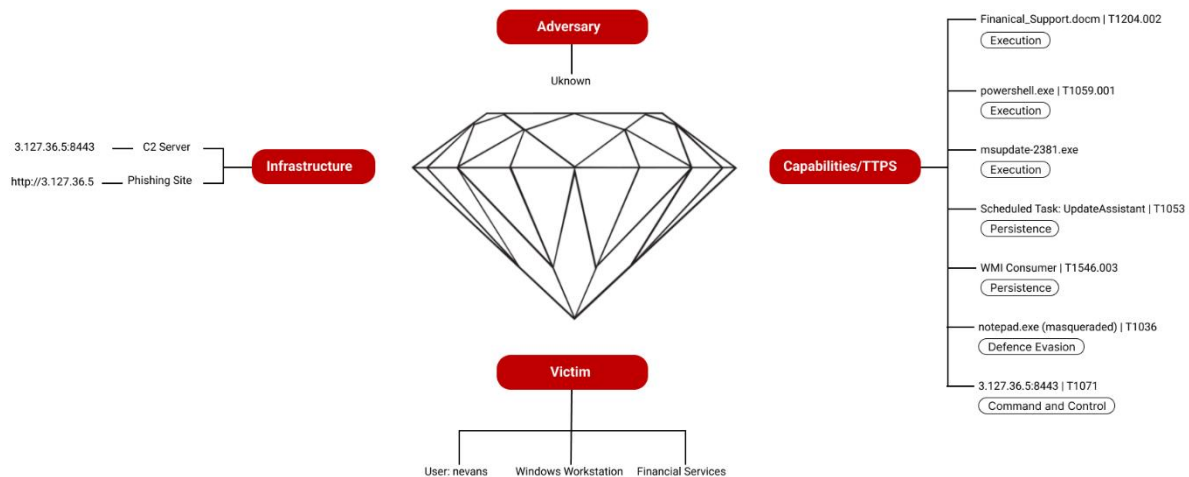 Adversary
Uknown
Infrastructure
C2 Server
3.127.36.5:8443
Phishing Site
http://3.127.36.5
Capabilities/TTPS
Finanical_Support.docm | T1204.002
Execution
powershell.exe | T1059.001
Execution
msupdate-2381.exe
Execution
Scheduled Task: UpdateAssistant | T1053
Persistence
WMI Consumer | T1546.003
Persistence
notepad.exe (masqueraded) | T1036
Defence Evasion
3.127.36.5:8443 | T1071
Command and Control
Victim
User: nevans
Windows Workstation
Financial Services